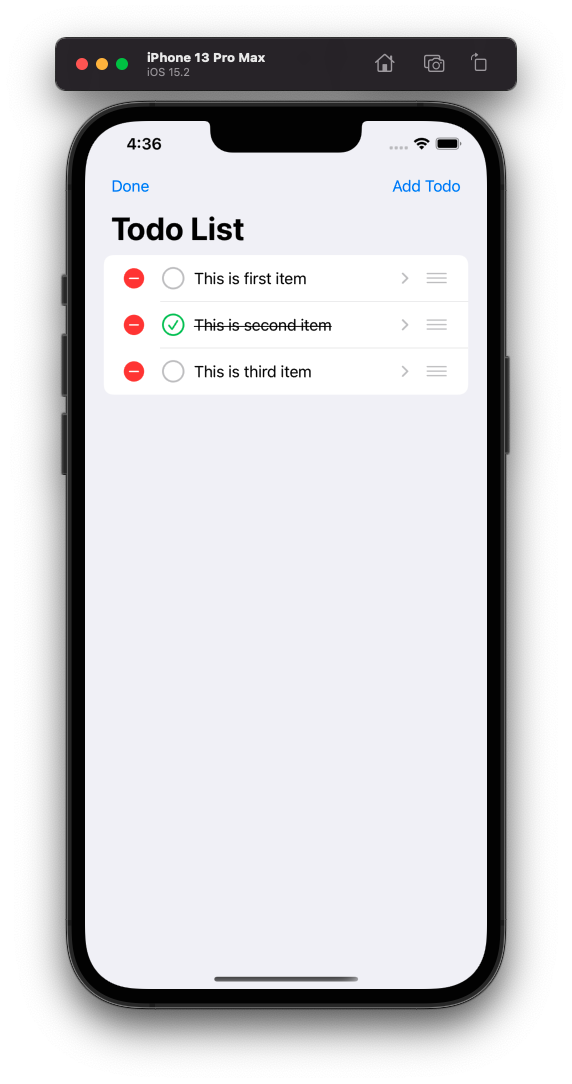 iPhone 13 Pro Max
iOS 15.2
4:36
Done Add Todo
Todo List
This is first item
This is second item
This is third item